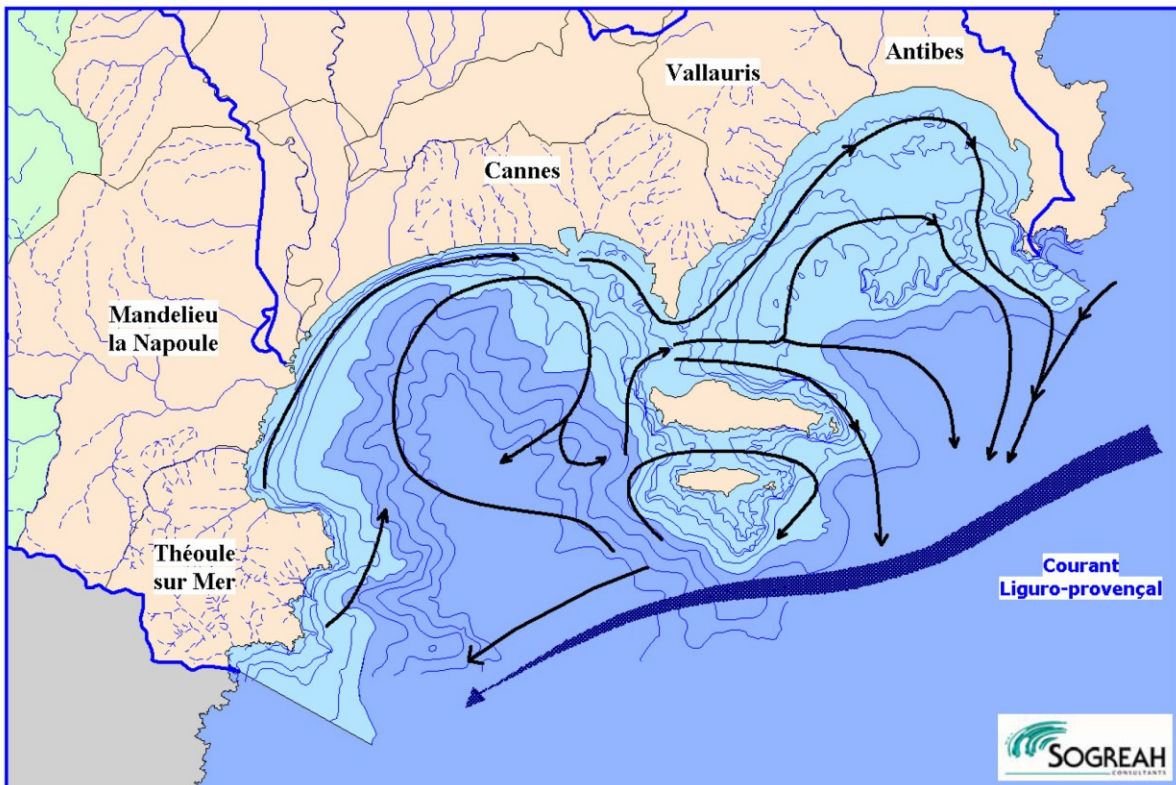 Antibes
Vallauris
Cannes
Mandelieu
la Napoule
Théoule
sur Mer
Courant
Liguro-provençal
SOGREAH
CONSULTANTS